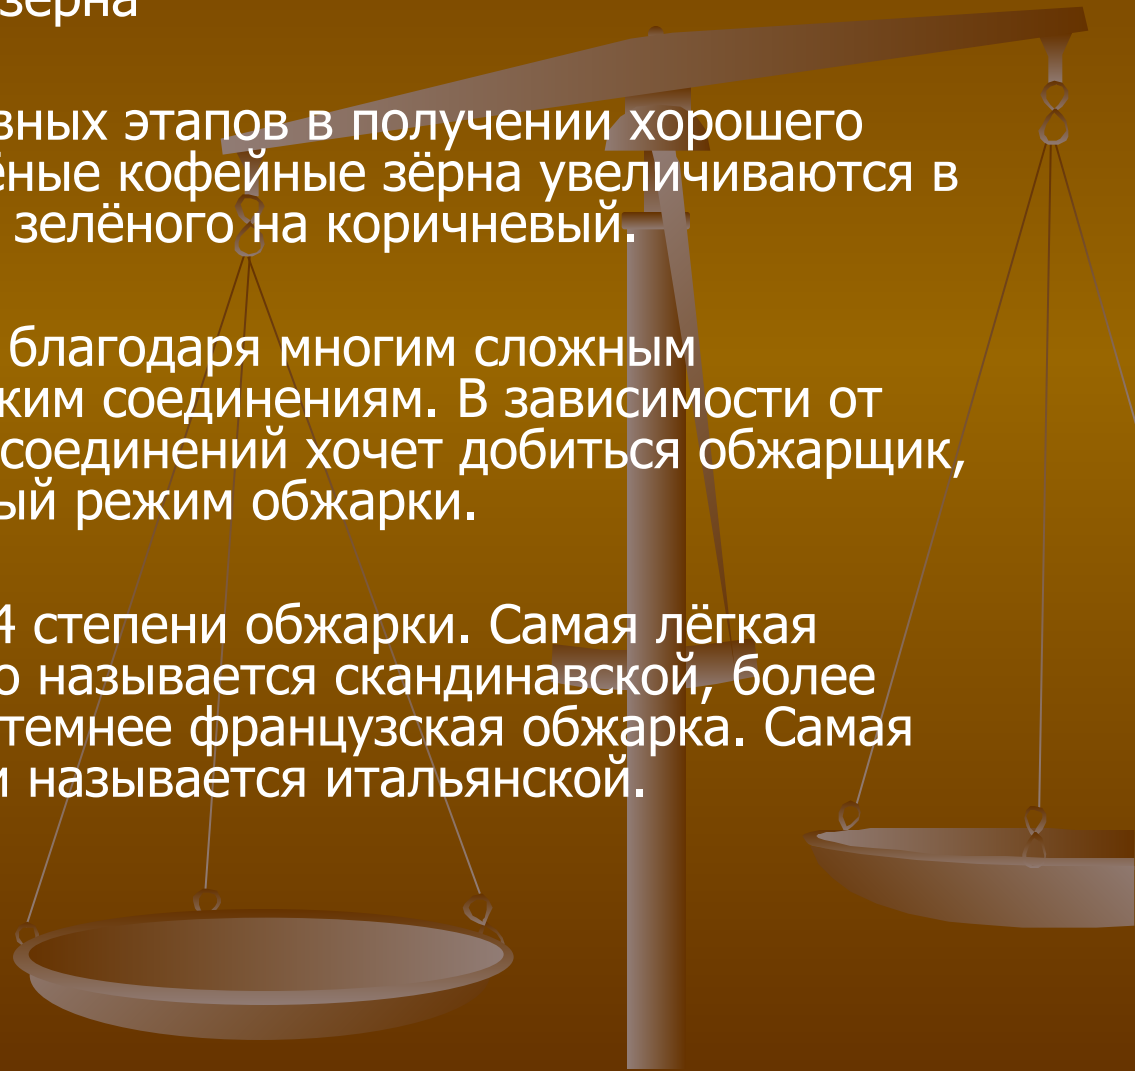 зёрна
вных этапов в получении хорошего
ёные кофейные зёрна увеличиваются в
зелёного на коричневый.
благодаря многим сложным
ким соединениям. В зависимости от
соединений хочет добиться обжарщик,
ый режим обжарки.
4 степени обжарки. Самая лёгкая
о называется скандинавской, более
темнее французская обжарка. Самая
и называется итальянской.